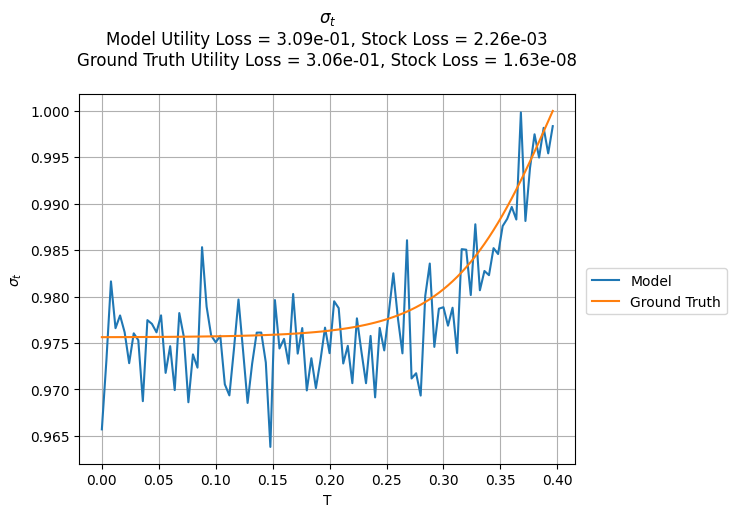 σ_t
Model Utility Loss = 3.09e-01, Stock Loss = 2.26e-03
Ground Truth Utility Loss = 3.06e-01, Stock Loss = 1.63e-08
1.000
0.995
0.990
0.985
0.980
0.975
0.970
0.965
σ_t
0.00 0.05 0.10 0.15 0.20 0.25 0.30 0.35 0.40
T
Model
Ground Truth